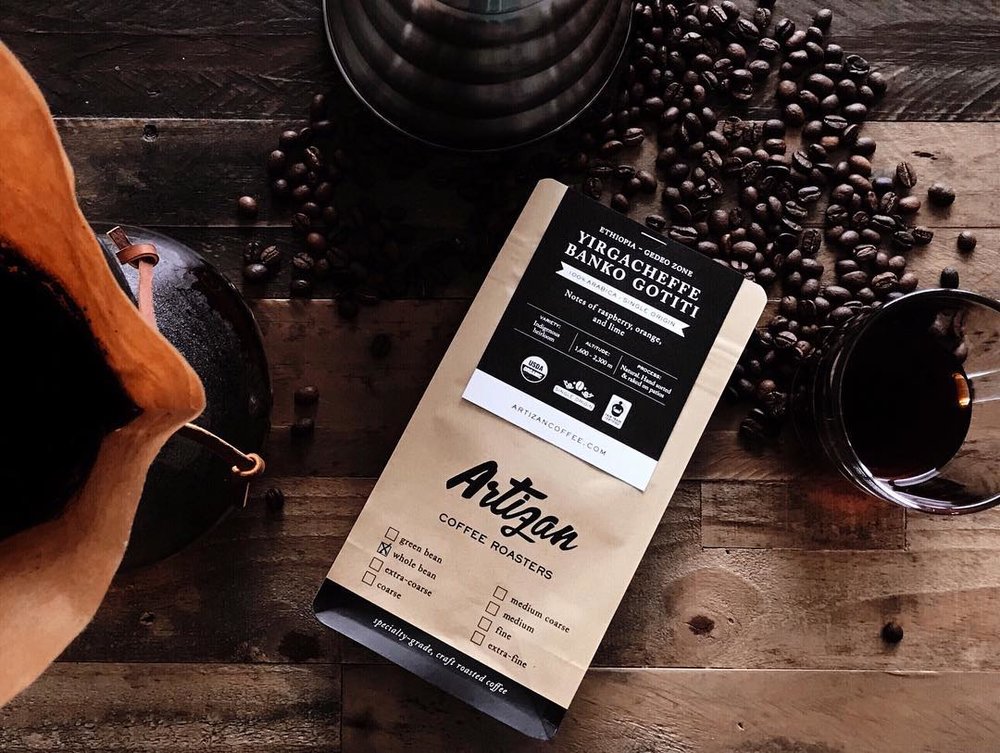 ETHIOPIA - GEDEO ZONE
YIRGACHEFFE
BANKO GOTITI
100% ARABICA · SINGLE ORIGIN
Notes of raspberry, orange,
and lime
VARIETY:
Indigenous
heirloom
ALTITUDE:
1,600 - 2,300 m
PROCESS:
Natural. Hand sorted
& raked on patios
USDA
ORGANIC
ARTIZANCOFFEE.COM
Artizan
COFFEE ROASTERS
green bean
whole bean
extra-coarse
coarse
medium coarse
medium
fine
extra-fine
specialty-grade, craft roasted coffee